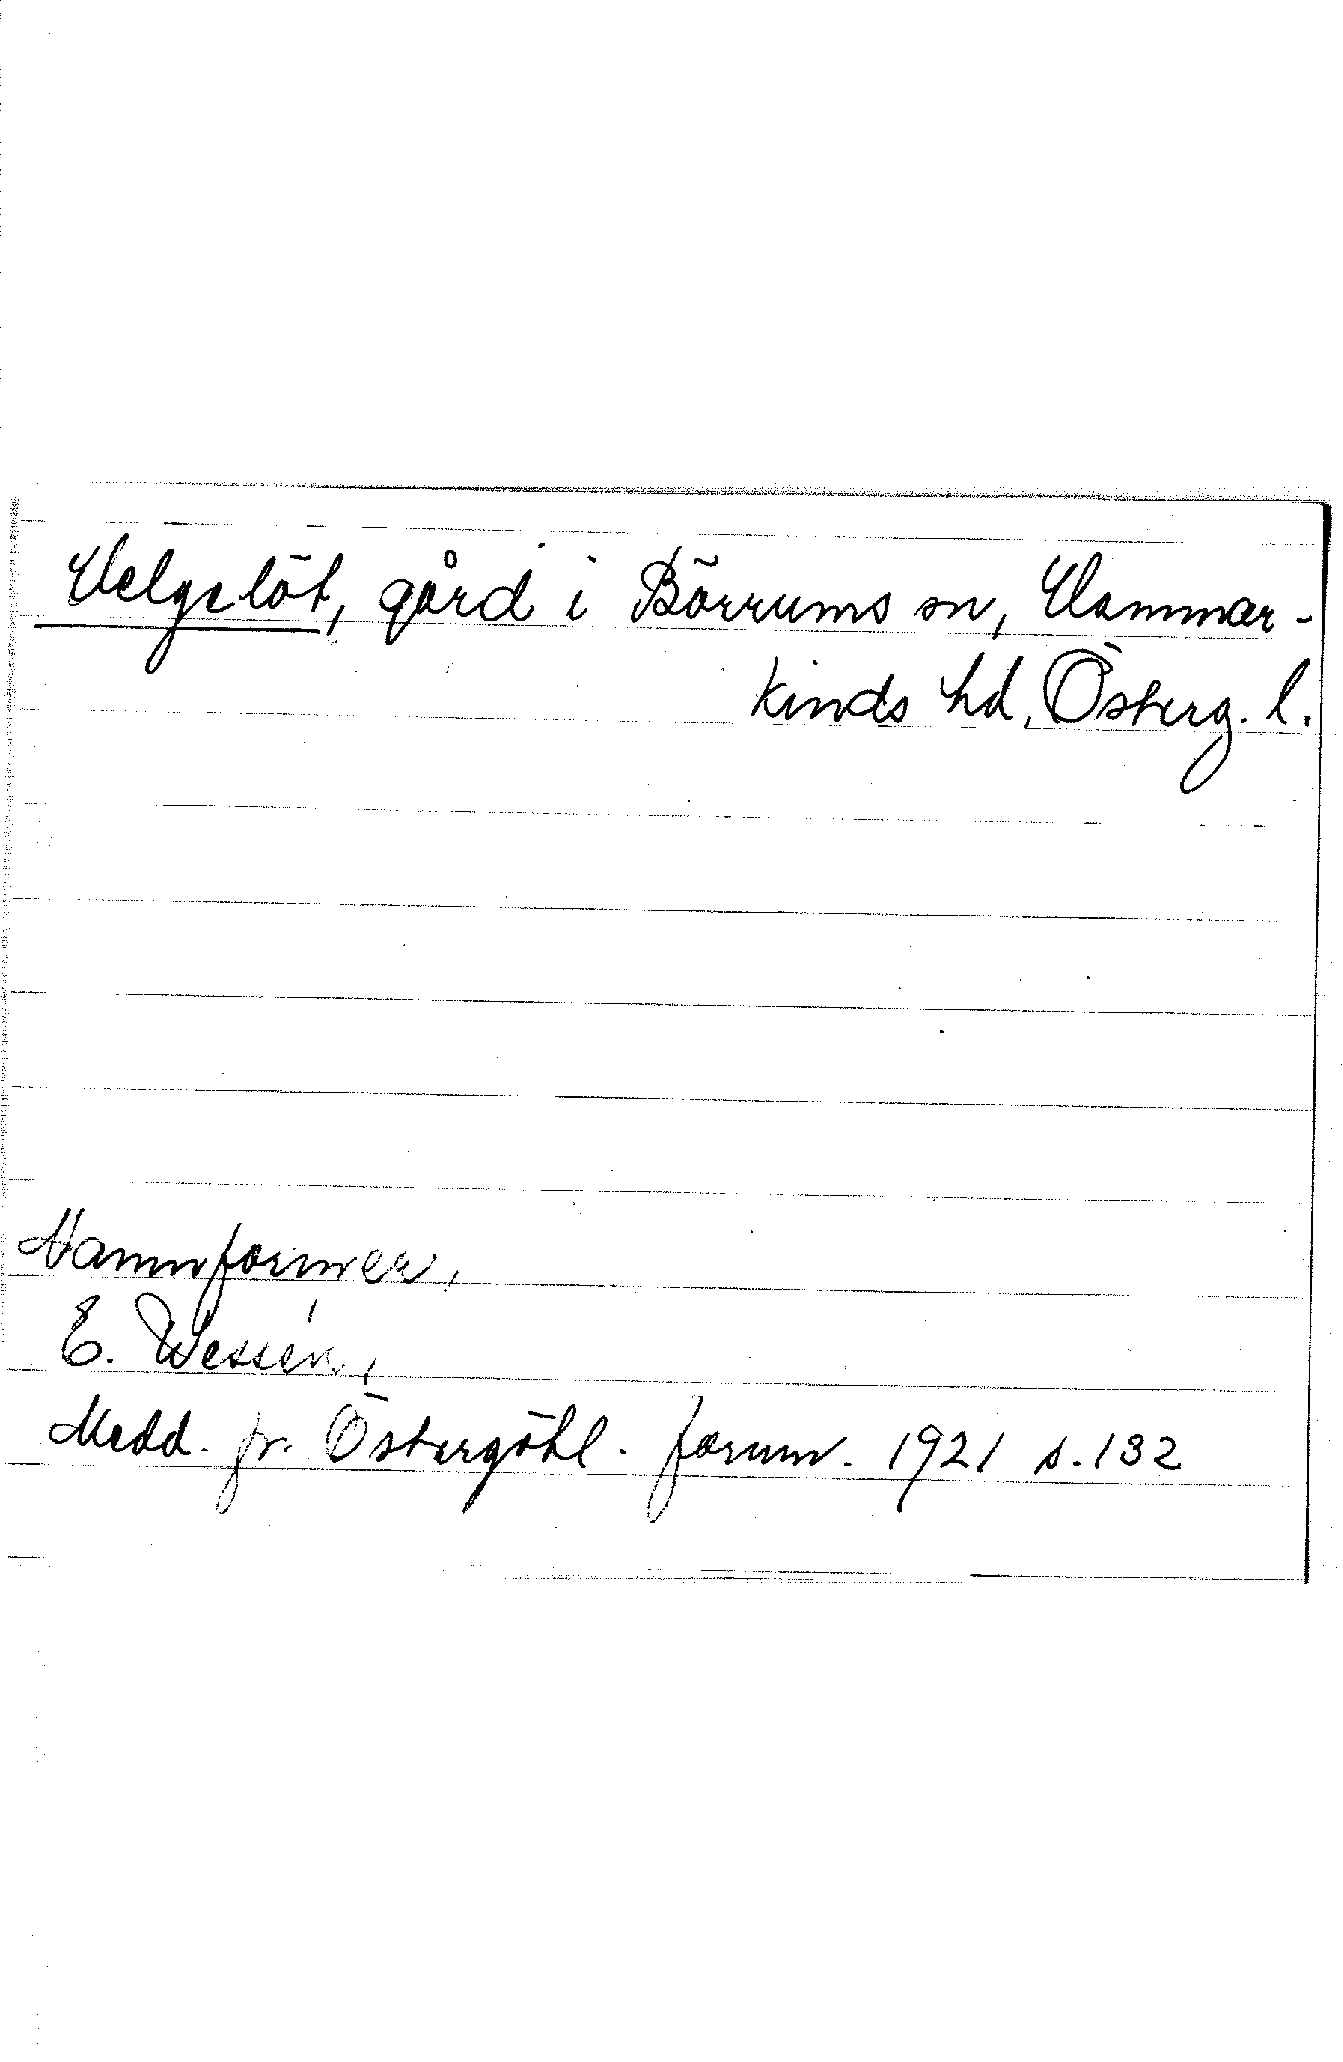 Helgelöt, gård i Börrums sn, Hammar-
kinds hd, Österg. l.
Namnformer,
E. Wessén,
Medd. fr. Östergötl. fornm. 1921 s. 132